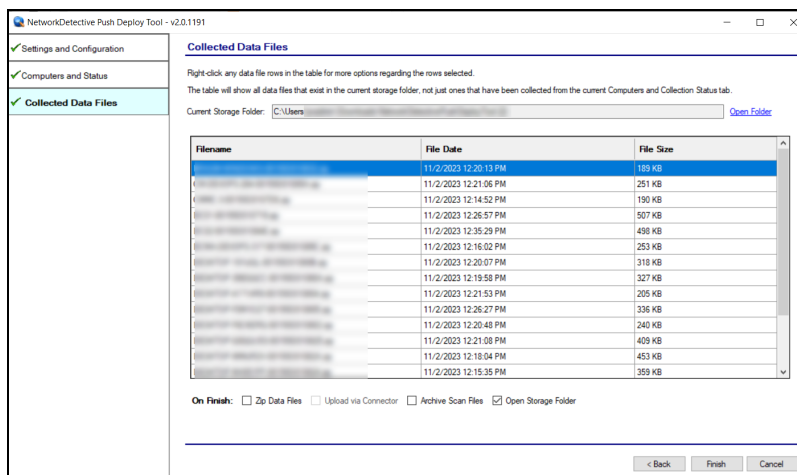 NetworkDetective Push Deploy Tool - v2.0.1191
Settings and Configuration
Computers and Status
Collected Data Files
Collected Data Files
Right-click any data file rows in the table for more options regarding the rows selected.
The table will show all data files that exist in the current storage folder, not just ones that have been collected from the current Computers and Collection Status tab.
Current Storage Folder: C:\Users Open Folder
Filename File Date File Size
11/2/2023 12:20:13 PM 189 KB
11/2/2023 12:21:06 PM 251 KB
11/2/2023 12:14:52 PM 190 KB
11/2/2023 12:26:57 PM 507 KB
11/2/2023 12:35:29 PM 498 KB
11/2/2023 12:16:02 PM 253 KB
11/2/2023 12:20:07 PM 318 KB
11/2/2023 12:19:58 PM 327 KB
11/2/2023 12:21:53 PM 205 KB
11/2/2023 12:26:27 PM 336 KB
11/2/2023 12:20:48 PM 240 KB
11/2/2023 12:21:08 PM 409 KB
11/2/2023 12:18:04 PM 453 KB
11/2/2023 12:15:35 PM 359 KB
On Finish: Zip Data Files Upload via Connector Archive Scan Files Open Storage Folder
< Back Finish Cancel